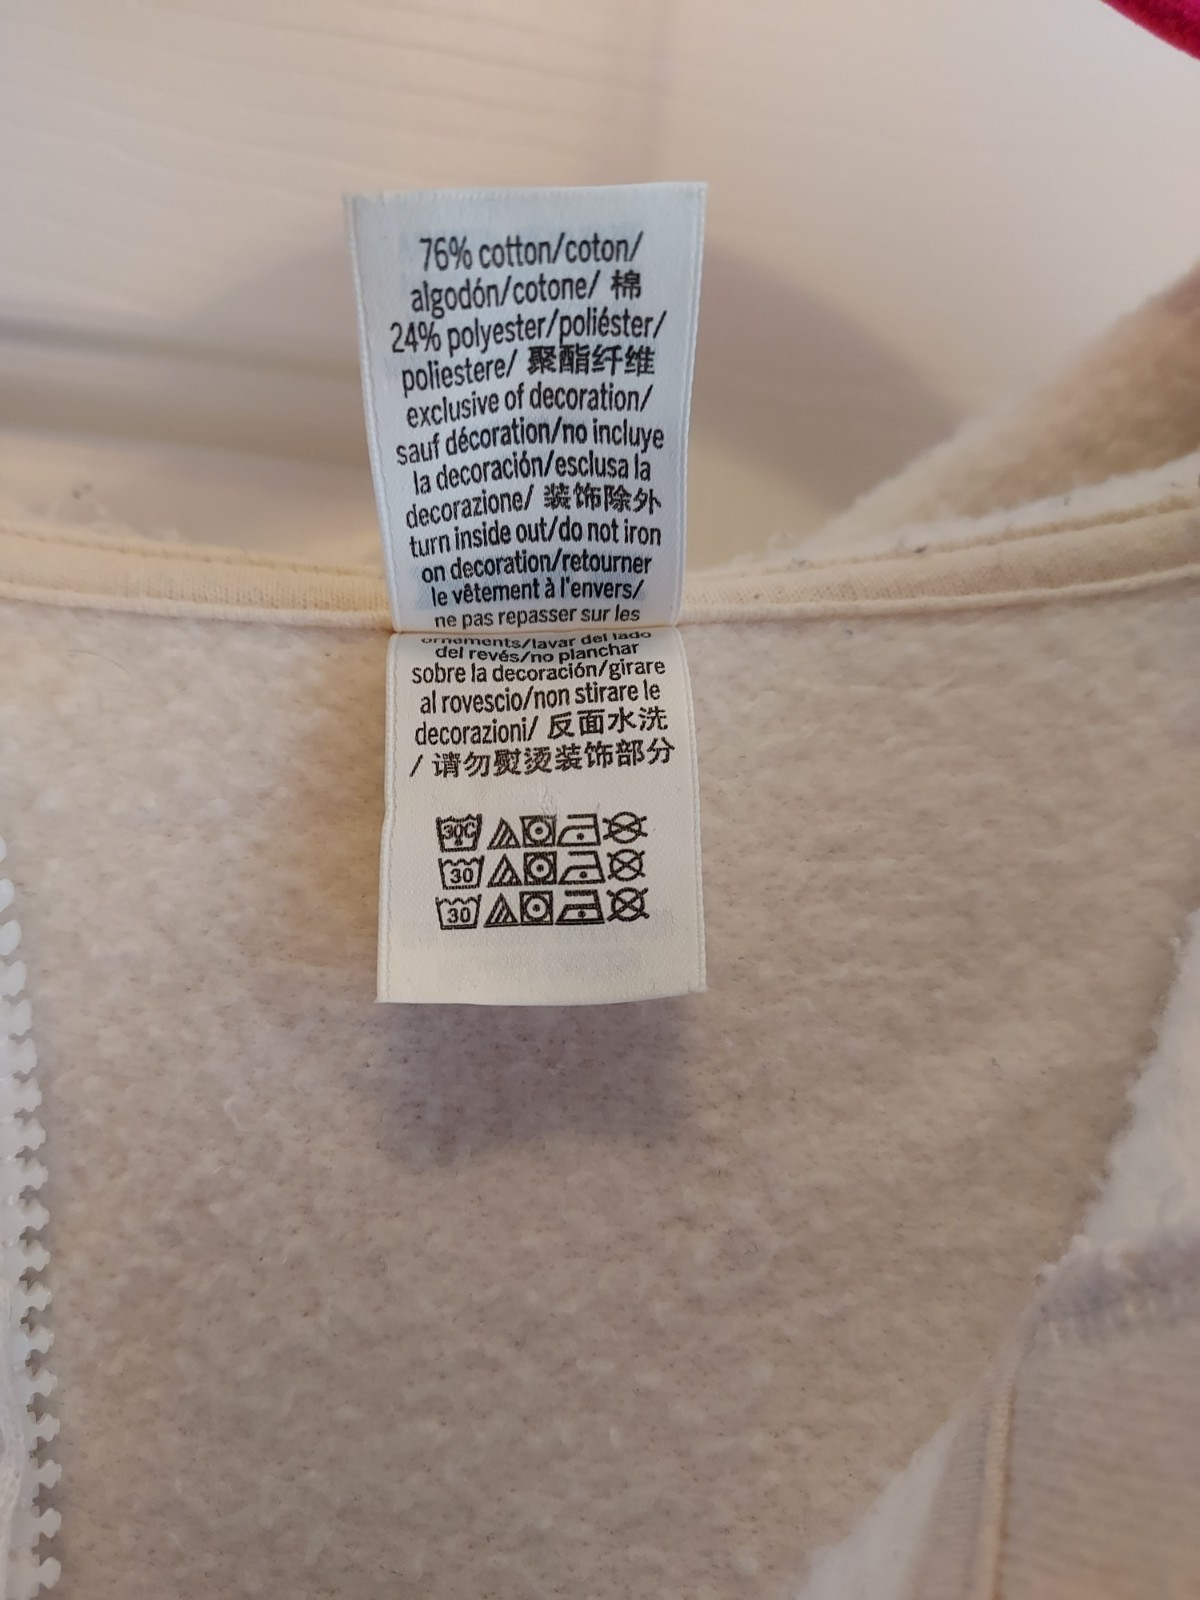 76% cotton/coton/
algodón/cotone/ 棉
24% polyester/poliéster/
poliestere/ 聚酯纤维
exclusive of decoration/
sauf décoration/no incluye
la decoración/esclusa la
decorazione/ 装饰除外
turn inside out/do not iron
on decoration/retourner
le vêtement à l'envers/
ne pas repasser sur les
ornements/lavar del lado
del revés/no planchar
sobre la decoración/girare
al rovescio/non stirare le
decorazioni/ 反面水洗
/ 请勿熨烫装饰部分
30C
30
30